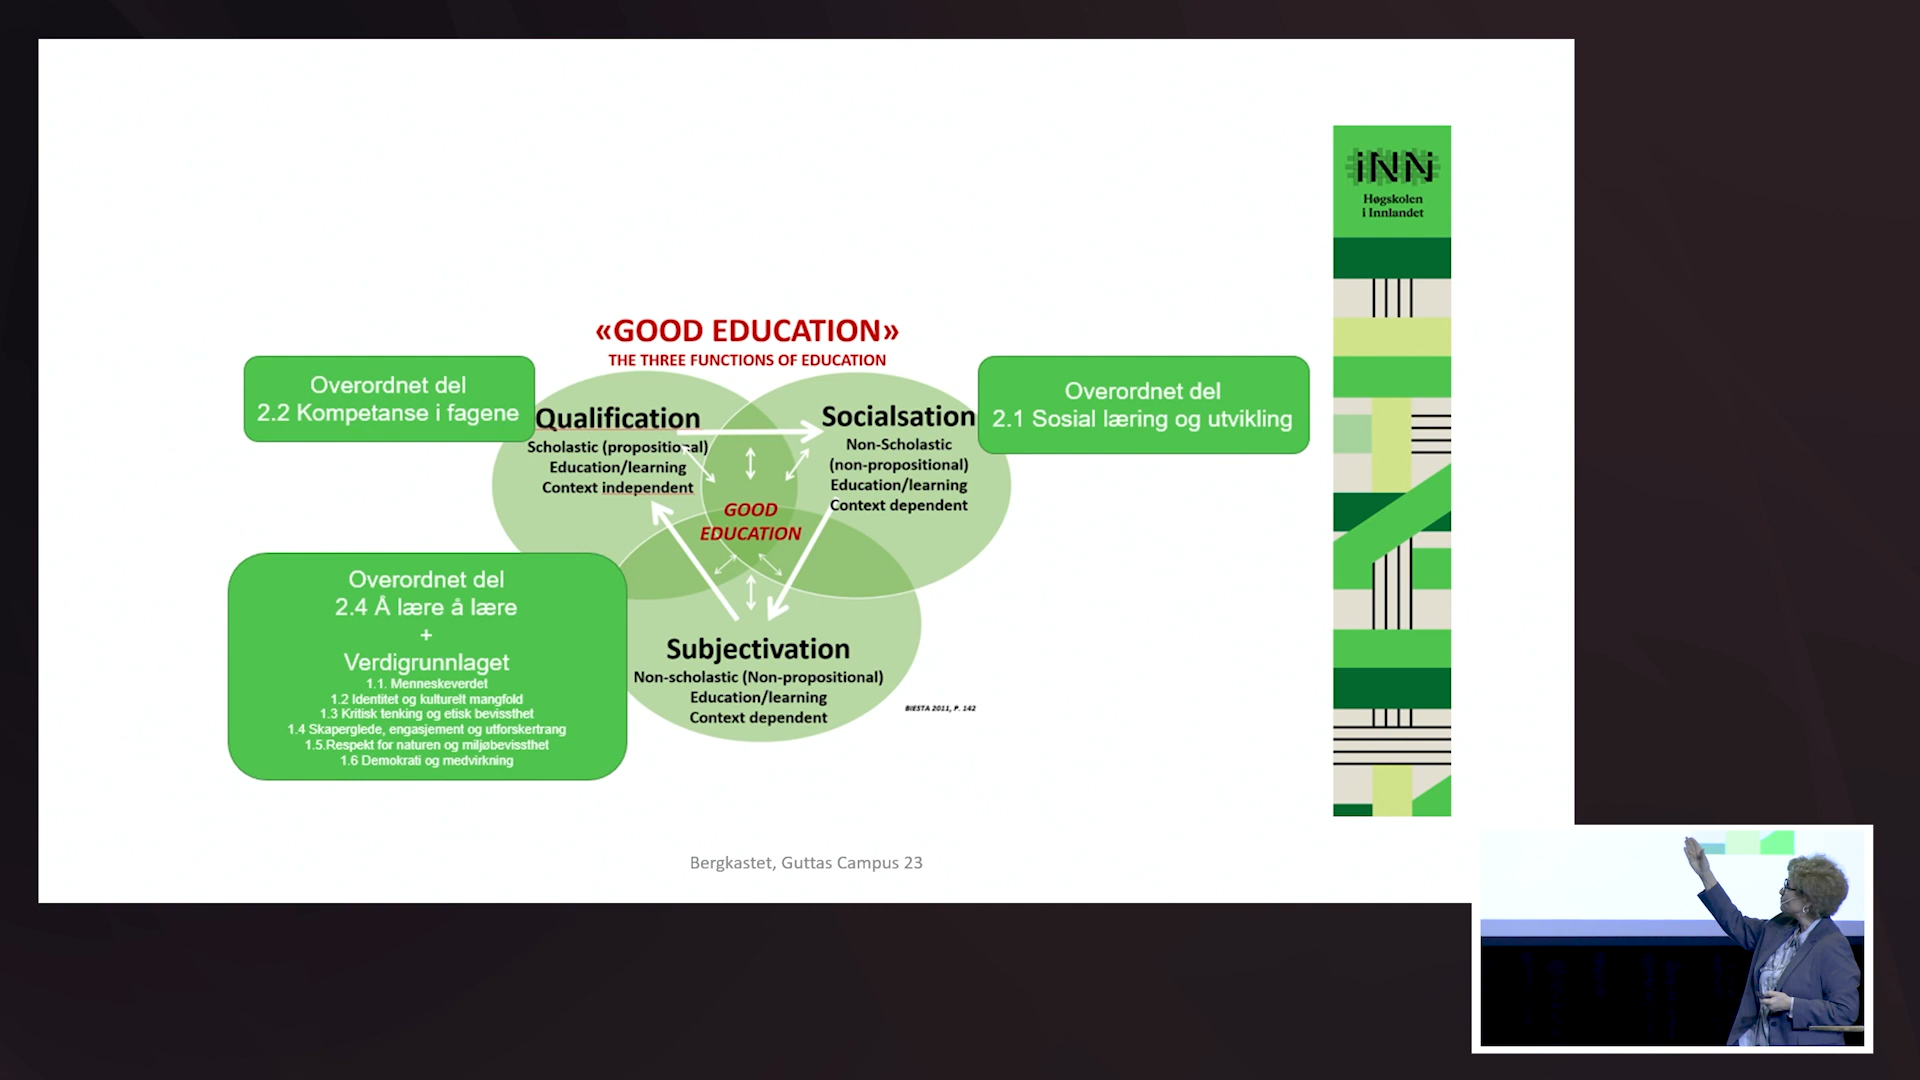 iNN
Høgskolen
i Innlandet
«GOOD EDUCATION»
THE THREE FUNCTIONS OF EDUCATION
Overordnet del
2.2 Kompetanse i fagene
Qualification
Scholastic (propositional)
Education/learning
Context independent
Socialsation
Non-Scholastic
(non-propositional)
Education/learning
Context dependent
Overordnet del
2.1 Sosial læring og utvikling
GOOD
EDUCATION
Overordnet del
2.4 Å lære å lære
+
Verdigrunnlaget
1.1. Menneskeverdet
1.2 Identitet og kulturelt mangfold
1.3 Kritisk tenking og etisk bevissthet
1.4 Skaperglede, engasjement og utforskertrang
1.5.Respekt for naturen og miljøbevissthet
1.6 Demokrati og medvirkning
Subjectivation
Non-scholastic (Non-propositional)
Education/learning
Context dependent
BIESTA 2011, P. 142
Bergkastet, Guttas Campus 23